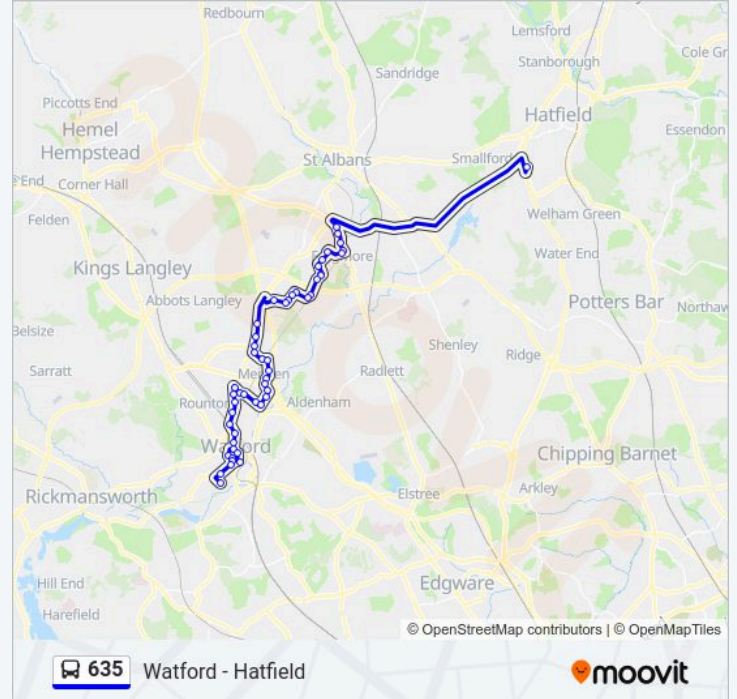 Redbourn
Lemsford
Stanborough
Cole Gr
Sandridge
Piccotts End
Hatfield
Hemel
Hempstead
Essendon
St Albans
Smallford
End
Corner Hall
Felden
Welham Green
Water End
Kings Langley
Abbots Langley
Potters Bar
Northaw
Belsize
Shenley
Ridge
Sarratt
Radlett
Aldenham
Watford
Chipping Barnet
Rickmansworth
Elstree
Arkley
Hill End
Edgware
Harefield
© OpenStreetMap contributors | © OpenMapTiles
635 Watford - Hatfield
moovit